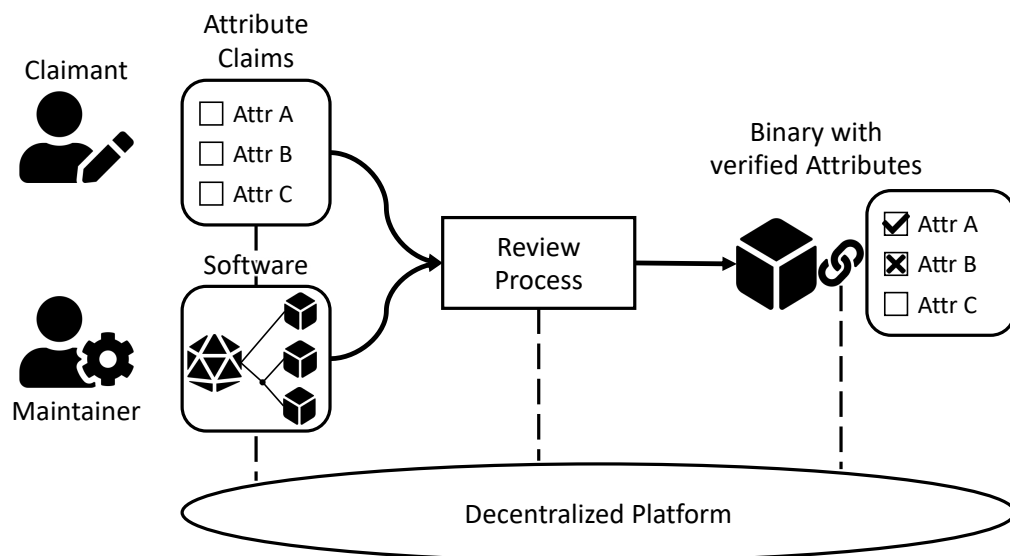 Claimant
Attribute
Claims
Attr A
Attr B
Attr C
Software
Maintainer
Review
Process
Binary with
verified Attributes
Attr A
Attr B
Attr C
Decentralized Platform